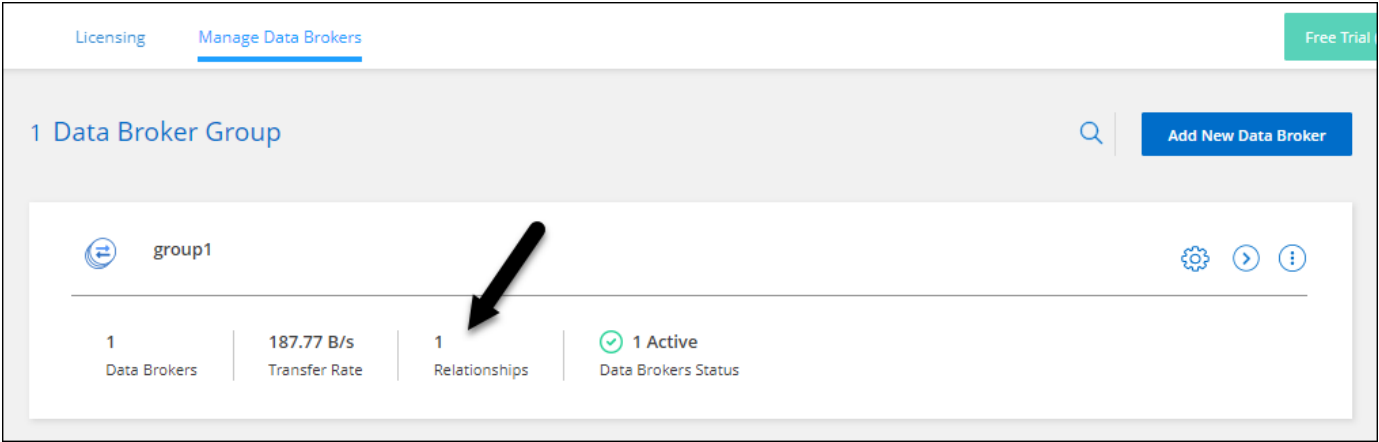 Licensing Manage Data Brokers Free Trial
1 Data Broker Group Add New Data Broker
group1
1 187.77 B/s 1 1 Active
Data Brokers Transfer Rate Relationships Data Brokers Status